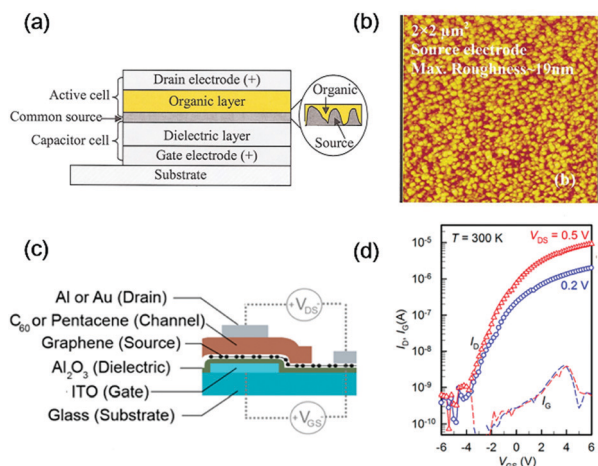 (a)
Drain electrode (+)
Active cell
Organic layer
Common source
Capacitor cell
Dielectric layer
Gate electrode (+)
Substrate
Organic
Source
(b)
2×2 μm²
Source electrode
Max. Roughness~19nm
(b)
(c)
Al or Au (Drain)
C₆₀ or Pentacene (Channel)
Graphene (Source)
Al₂O₃ (Dielectric)
ITO (Gate)
Glass (Substrate)
+ V_DS
+ V_GS
(d)
T = 300 K
V_DS = 0.5 V
0.2 V
I_D
I_G
I_D, I_G(A)
10⁻⁵
10⁻⁶
10⁻⁷
10⁻⁸
10⁻⁹
10⁻¹⁰
-6 -4 -2 0 2 4 6
V_GS (V)